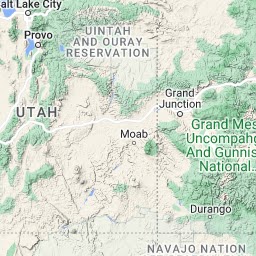 alt Lake City
Provo
UINTAH
AND OURAY
RESERVATION
Grand
Junction
UTAH
Grand Mes
Uncompahg
And Gunnis
National...
Moab
Durango
NAVAJO NATION